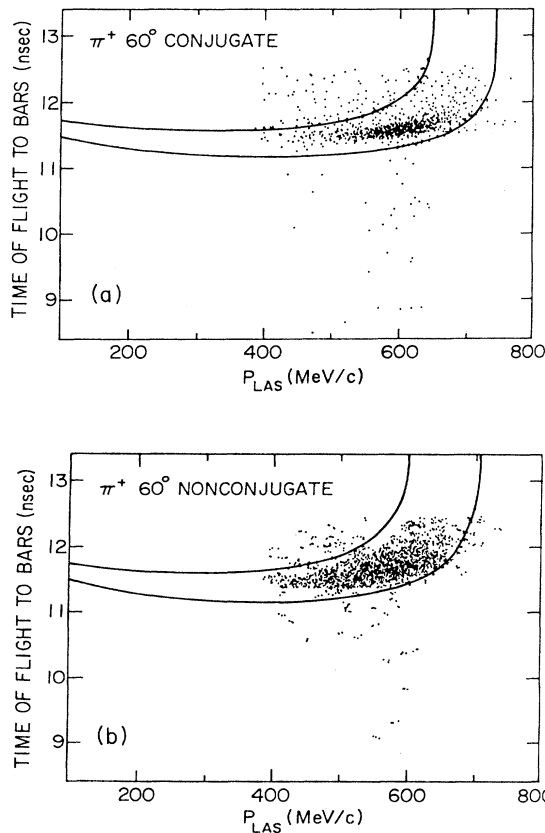 π+ 60° CONJUGATE
TIME OF FLIGHT TO BARS (nsec)
13
12
11
10
9
(a)
200 400 600 800
P_LAS (MeV/c)
π+ 60° NONCONJUGATE
TIME OF FLIGHT TO BARS (nsec)
13
12
11
10
9
(b)
200 400 600 800
P_LAS (MeV/c)